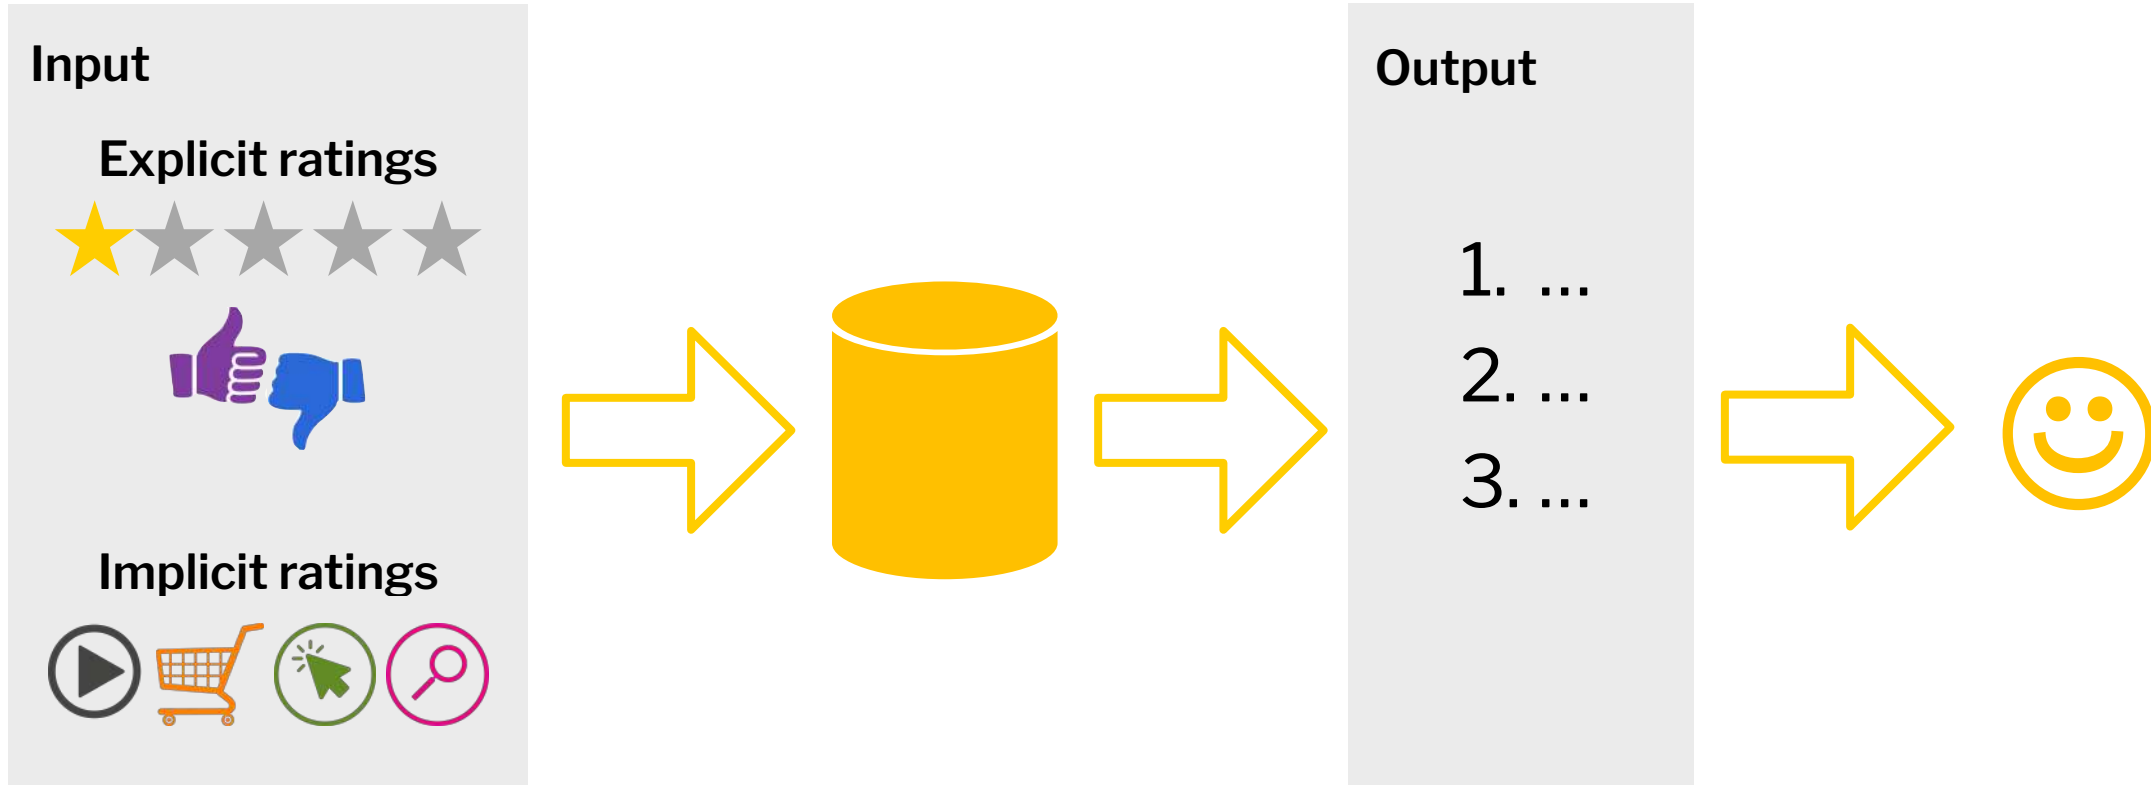 Input
Explicit ratings
Implicit ratings
Output
1. ...
2. ...
3. ...